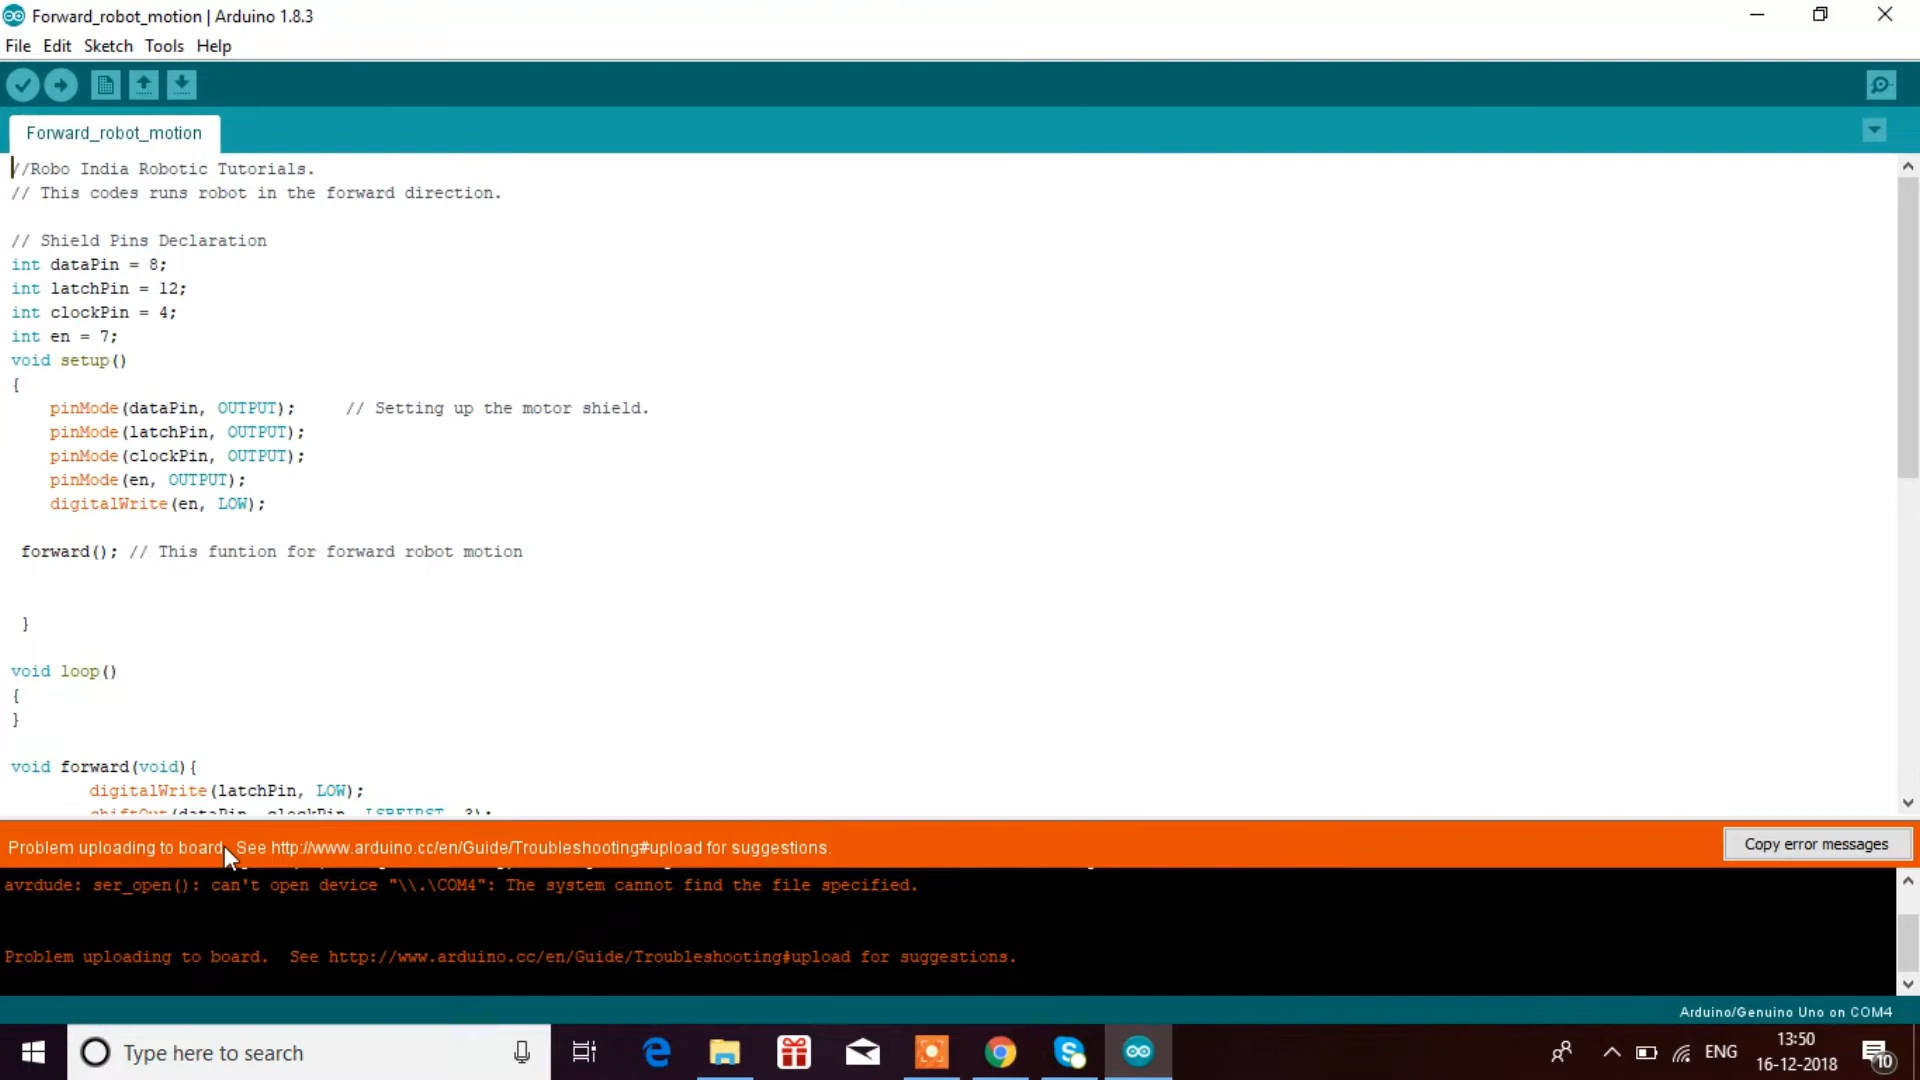 Forward_robot_motion | Arduino 1.8.3
File Edit Sketch Tools Help
Forward_robot_motion
//Robo India Robotic Tutorials.
// This codes runs robot in the forward direction.
// Shield Pins Declaration
int dataPin = 8;
int latchPin = 12;
int clockPin = 4;
int en = 7;
void setup()
{
pinMode(dataPin, OUTPUT); // Setting up the motor shield.
pinMode(latchPin, OUTPUT);
pinMode(clockPin, OUTPUT);
pinMode(en, OUTPUT);
digitalWrite(en, LOW);
forward(); // This funtion for forward robot motion
}
void loop()
{
}
void forward(void){
digitalWrite(latchPin, LOW);
shiftOut(dataPin, clockPin, LSBFIRST, 3);
Problem uploading to board. See http://www.arduino.cc/en/Guide/Troubleshooting#upload for suggestions.
Copy error messages
avrdude: ser_open(): can't open device "\\.\COM4": The system cannot find the file specified.
Problem uploading to board.  See http://www.arduino.cc/en/Guide/Troubleshooting#upload for suggestions.
Arduino/Genuino Uno on COM4
Type here to search
ENG
13:50
16-12-2018
10